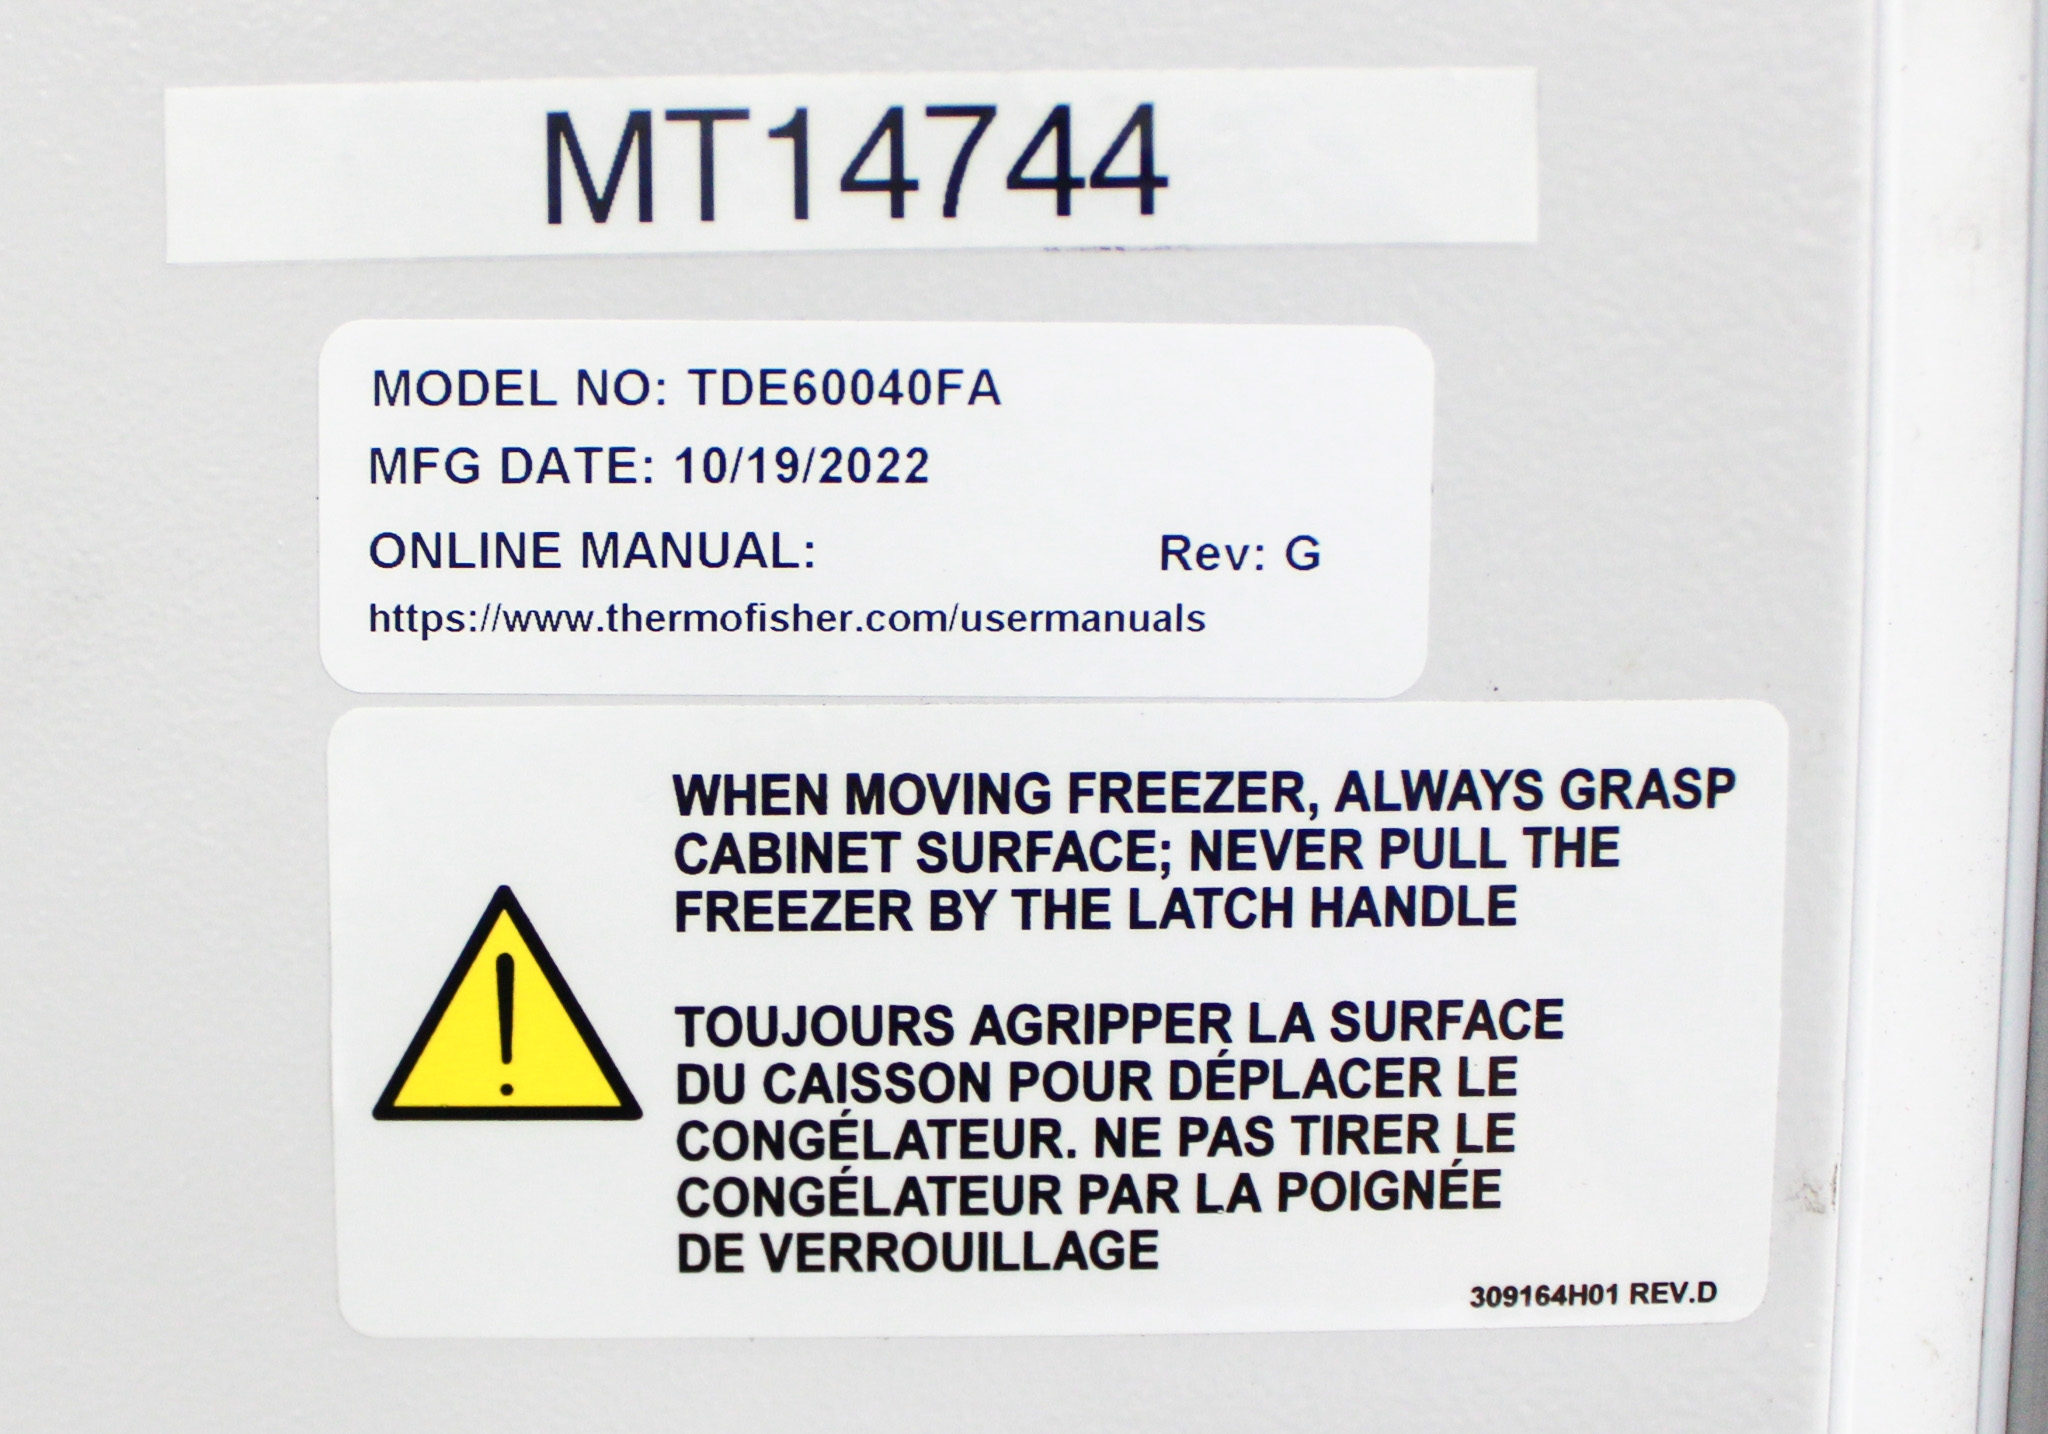 MT14744
MODEL NO: TDE60040FA
MFG DATE: 10/19/2022
ONLINE MANUAL: Rev: G
https://www.thermofisher.com/usermanuals
WHEN MOVING FREEZER, ALWAYS GRASP
CABINET SURFACE; NEVER PULL THE
FREEZER BY THE LATCH HANDLE
TOUJOURS AGRIPPER LA SURFACE
DU CAISSON POUR DÉPLACER LE
CONGÉLATEUR. NE PAS TIRER LE
CONGÉLATEUR PAR LA POIGNÉE
DE VERROUILLAGE
309164H01 REV.D